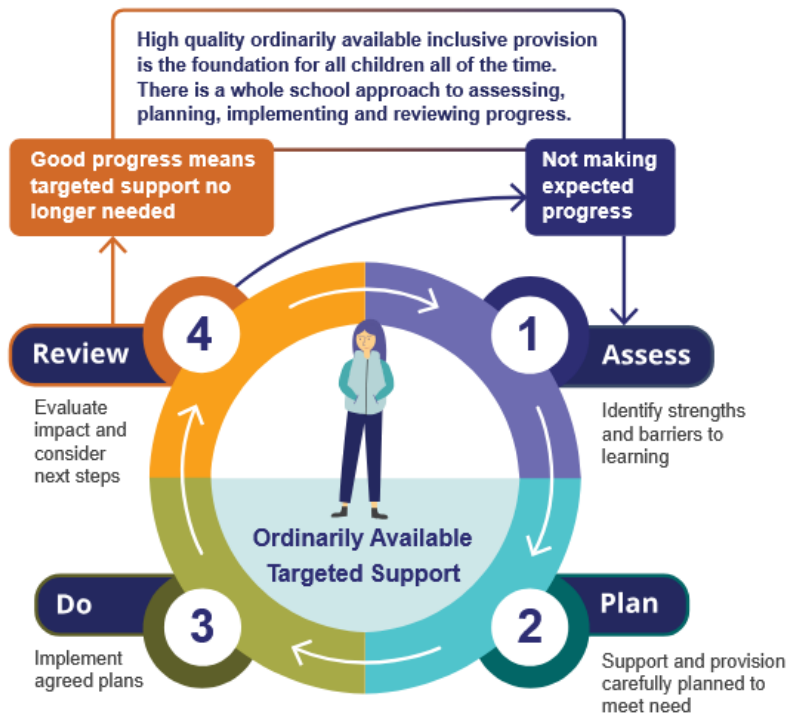 High quality ordinarily available inclusive provision
is the foundation for all children all of the time.
There is a whole school approach to assessing,
planning, implementing and reviewing progress.
Good progress means
targeted support no
longer needed
Not making
expected
progress
4
Review
Evaluate
impact and
consider
next steps
1
Assess
Identify strengths
and barriers to
learning
Ordinarily Available
Targeted Support
Do
3
Implement
agreed plans
2
Plan
Support and provision
carefully planned to
meet need